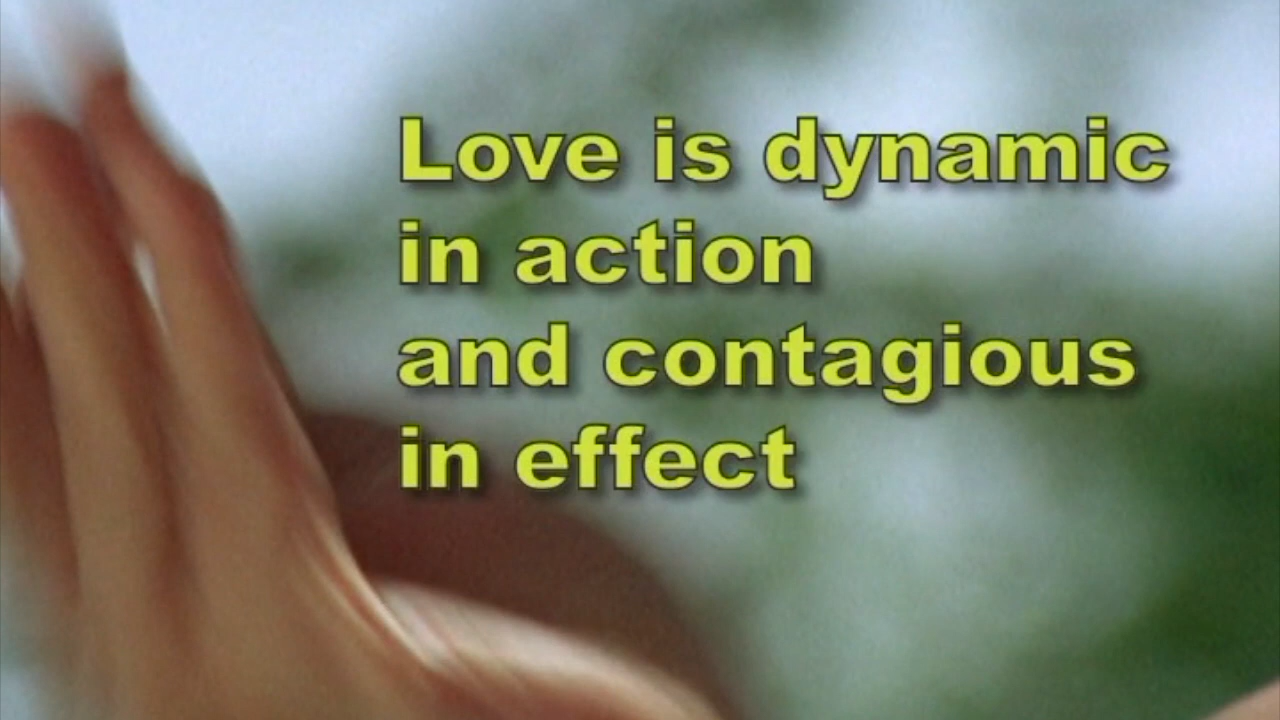 Love is dynamic
in action
and contagious
in effect